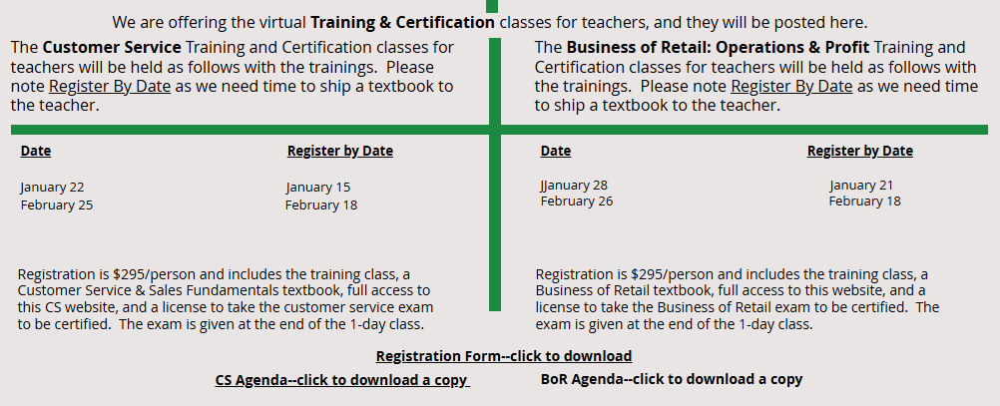 We are offering the virtual Training & Certification classes for teachers, and they will be posted here.
The Customer Service Training and Certification classes for
teachers will be held as follows with the trainings.  Please
note Register By Date as we need time to ship a textbook to
the teacher.
The Business of Retail: Operations & Profit Training and
Certification classes for teachers will be held as follows with
the trainings.  Please note Register By Date as we need time
to ship a textbook to the teacher.
Date Register by Date
January 22 January 15
February 25 February 18
Date Register by Date
JJanuary 28 January 21
February 26 February 18
Registration is $295/person and includes the training class, a
Customer Service & Sales Fundamentals textbook, full access to
this CS website, and a license to take the customer service exam
to be certified.  The exam is given at the end of the 1-day class.
Registration is $295/person and includes the training class, a
Business of Retail textbook, full access to this website, and a
license to take the Business of Retail exam to be certified.  The
exam is given at the end of the 1-day class.
Registration Form--click to download
CS Agenda--click to download a copy
BoR Agenda--click to download a copy